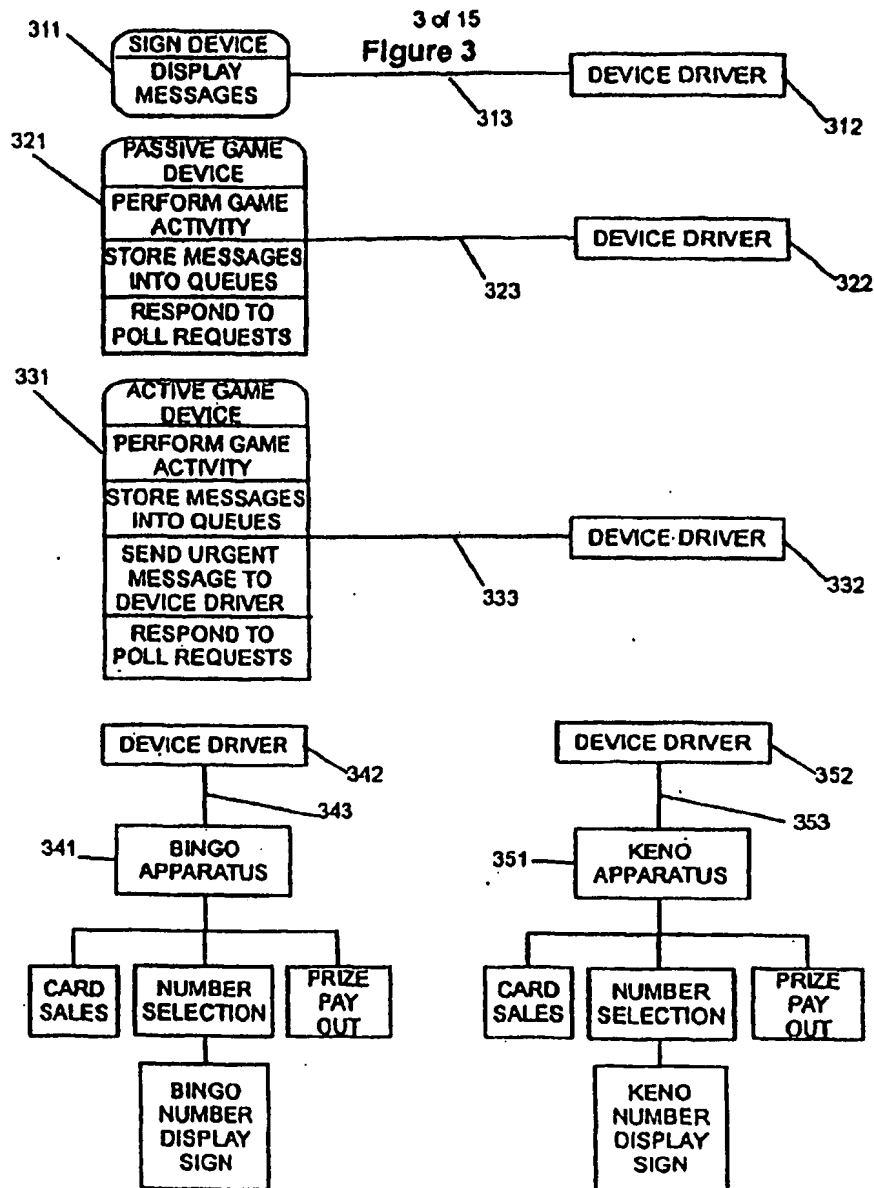 3 of 15
Figure 3
311
SIGN DEVICE
DISPLAY
MESSAGES
313
DEVICE DRIVER
312
321
PASSIVE GAME
DEVICE
PERFORM GAME
ACTIVITY
STORE MESSAGES
INTO QUEUES
RESPOND TO
POLL REQUESTS
323
DEVICE DRIVER
322
331
ACTIVE GAME
DEVICE
PERFORM GAME
ACTIVITY
STORE MESSAGES
INTO QUEUES
SEND URGENT
MESSAGE TO
DEVICE DRIVER
RESPOND TO
POLL REQUESTS
333
DEVICE DRIVER
332
DEVICE DRIVER
342
343
341
BINGO
APPARATUS
CARD
SALES
NUMBER
SELECTION
PRIZE
PAY
OUT
BINGO
NUMBER
DISPLAY
SIGN
DEVICE DRIVER
352
353
351
KENO
APPARATUS
CARD
SALES
NUMBER
SELECTION
PRIZE
PAY
OUT
KENO
NUMBER
DISPLAY
SIGN